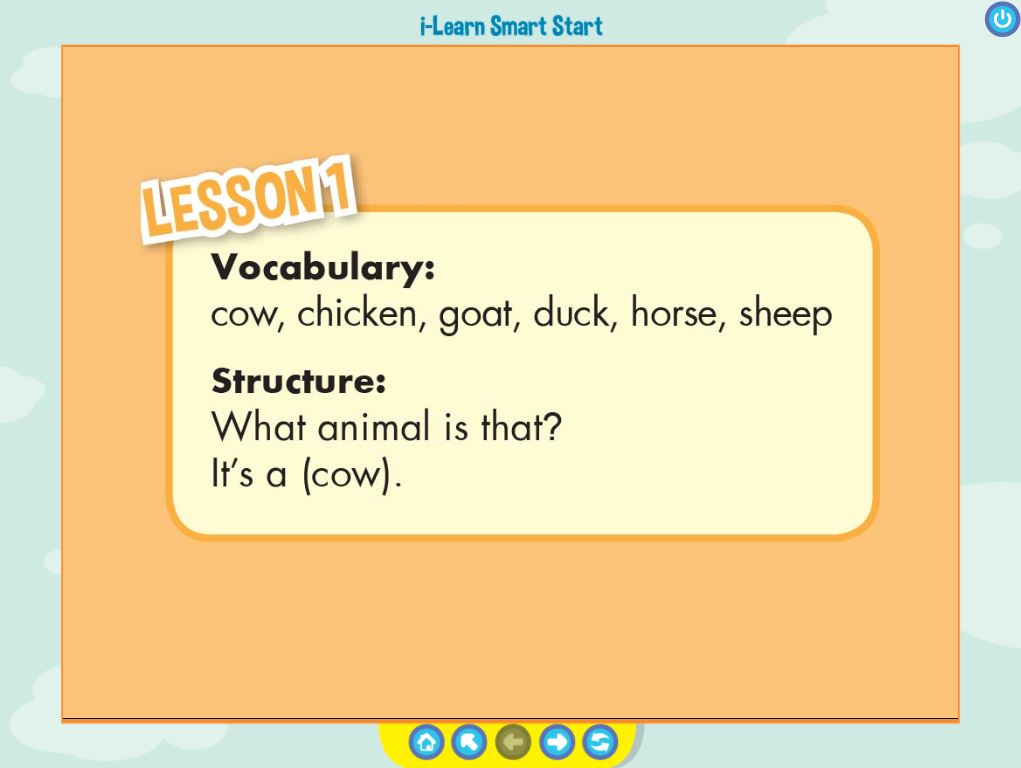 i-Learn Smart Start
LESSON 1
Vocabulary:
cow, chicken, goat, duck, horse, sheep
Structure:
What animal is that?
It's a (cow).